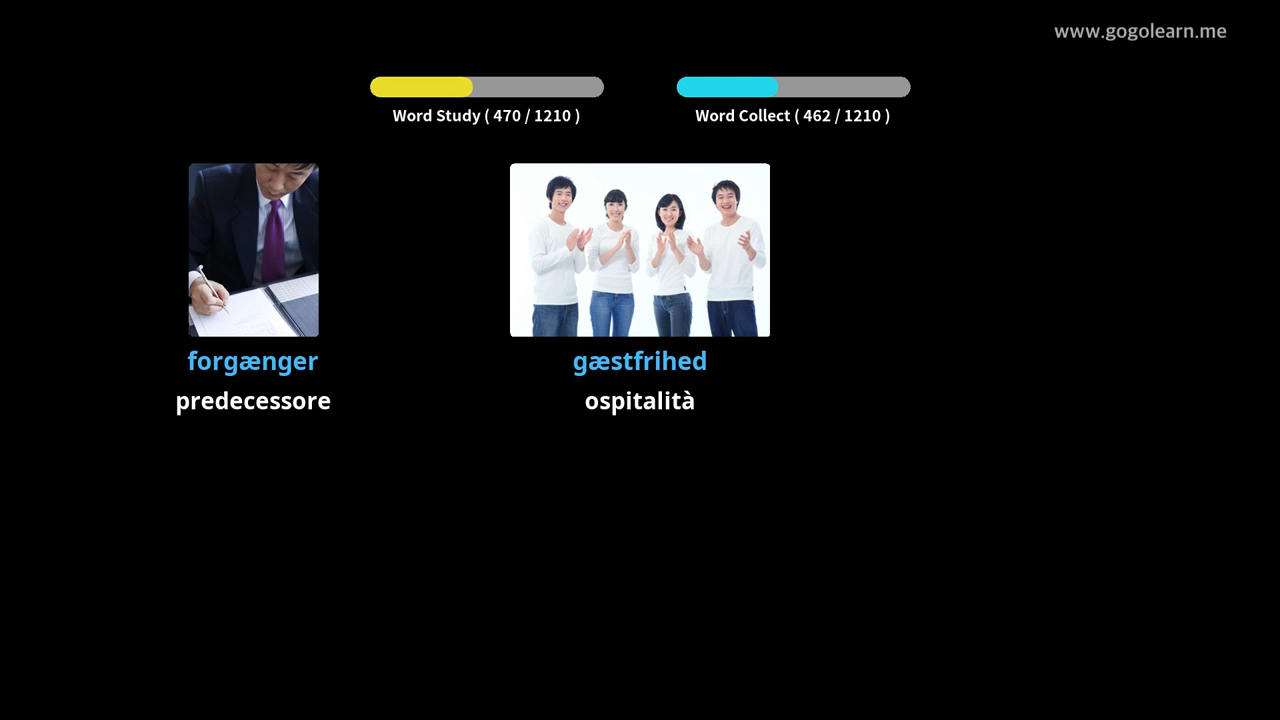 www.gogolearn.me
Word Study ( 470 / 1210 )
Word Collect ( 462 / 1210 )
forgænger
predecessore
gæstfrihed
ospitalità